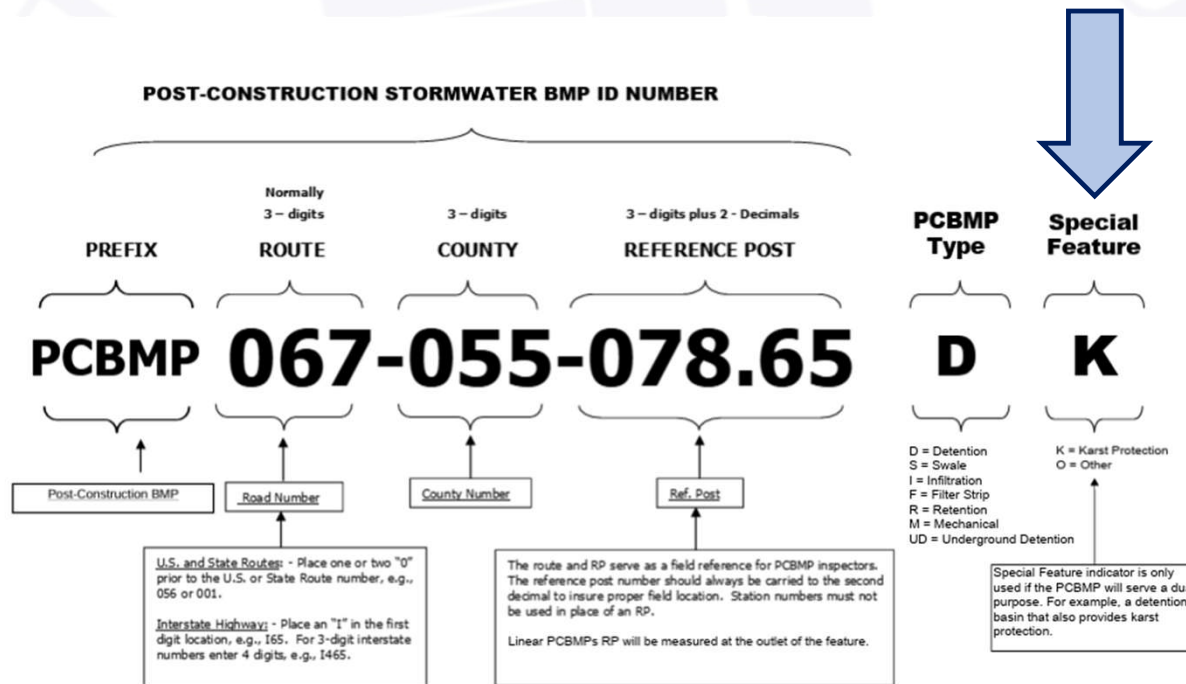 POST-CONSTRUCTION STORMWATER BMP ID NUMBER
Normally
3 – digits
3 – digits
3 – digits plus 2 - Decimals
PREFIX
ROUTE
COUNTY
REFERENCE POST
PCBMP
Type
Special
Feature
PCBMP 067-055-078.65
D
K
Post-Construction BMP
Road Number
County Number
Ref. Post
D = Detention
S = Swale
I = Infiltration
F = Filter Strip
R = Retention
M = Mechanical
UD = Underground Detention
K = Karst Protection
O = Other
U.S. and State Routes: - Place one or two "0"
prior to the U.S. or State Route number, e.g.,
056 or 001.
Interstate Highway: - Place an "I" in the first
digit location, e.g., I65. For 3-digit interstate
numbers enter 4 digits, e.g., I465.
The route and RP serve as a field reference for PCBMP inspectors.
The reference post number should always be carried to the second
decimal to insure proper field location. Station numbers must not
be used in place of an RP.
Linear PCBMPs RP will be measured at the outlet of the feature.
Special Feature indicator is only
used if the PCBMP will serve a du
purpose. For example, a detention
basin that also provides karst
protection.